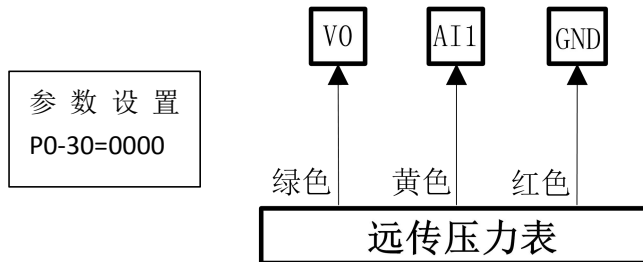 V0 AI1 GND
参 数 设 置
P0-30=0000
绿色 黄色 红色
远传压力表